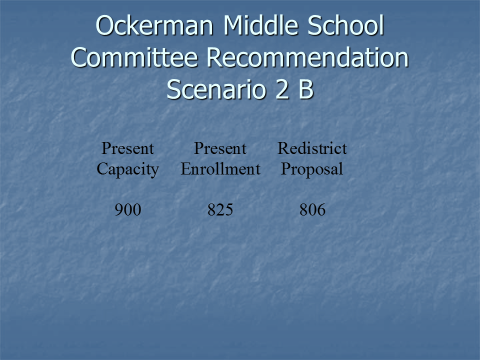 Ockerman Middle School
Committee Recommendation
Scenario 2 B
Present Present Redistrict
Capacity Enrollment Proposal
900 825 806